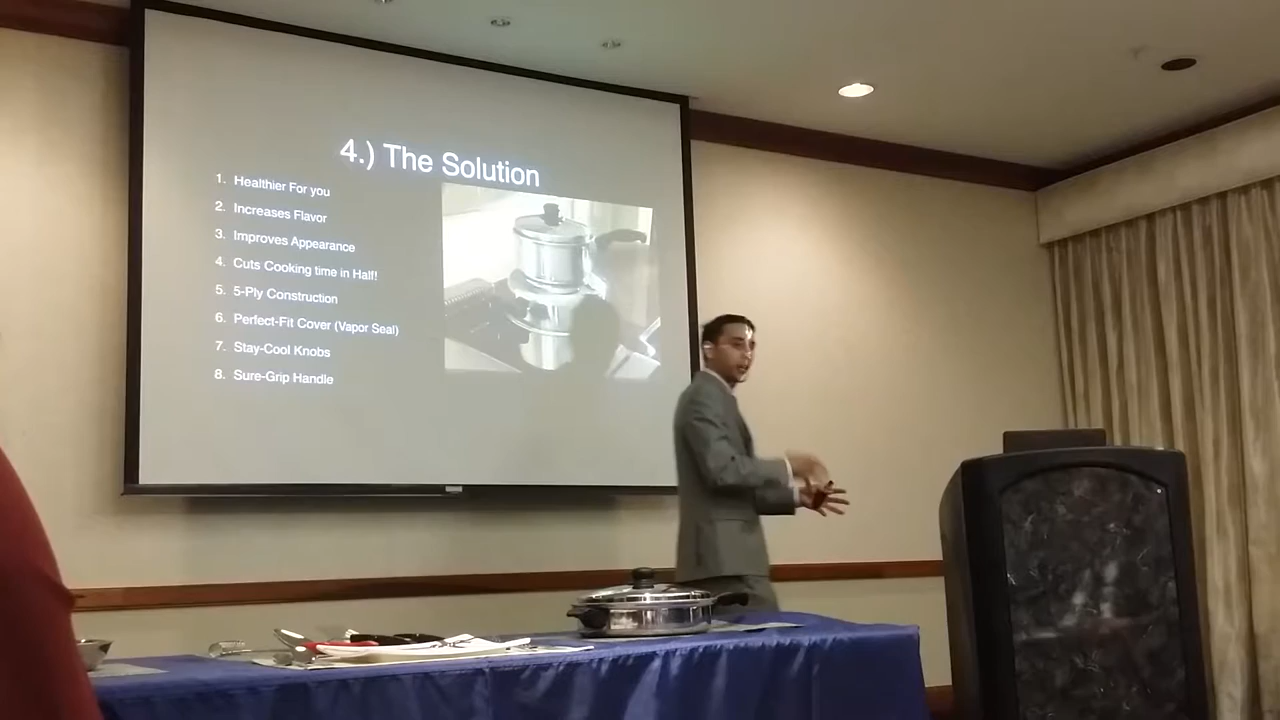 4.) The Solution
1. Healthier For you
2. Increases Flavor
3. Improves Appearance
4. Cuts Cooking time in Half!
5. 5-Ply Construction
6. Perfect-Fit Cover (Vapor Seal)
7. Stay-Cool Knobs
8. Sure-Grip Handle